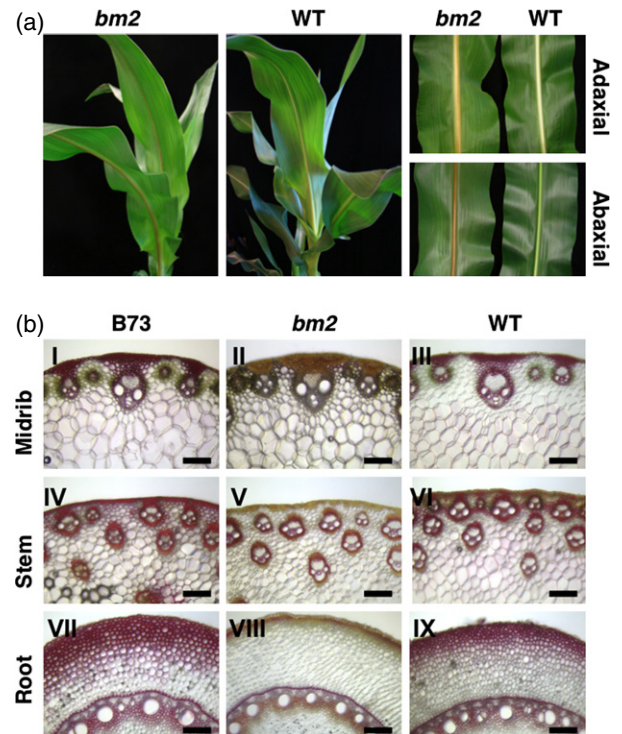 (a)
bm2 WT bm2 WT
Adaxial
Abaxial
(b)
B73 bm2 WT
Midrib
I II III
Stem
IV V VI
Root
VII VIII IX